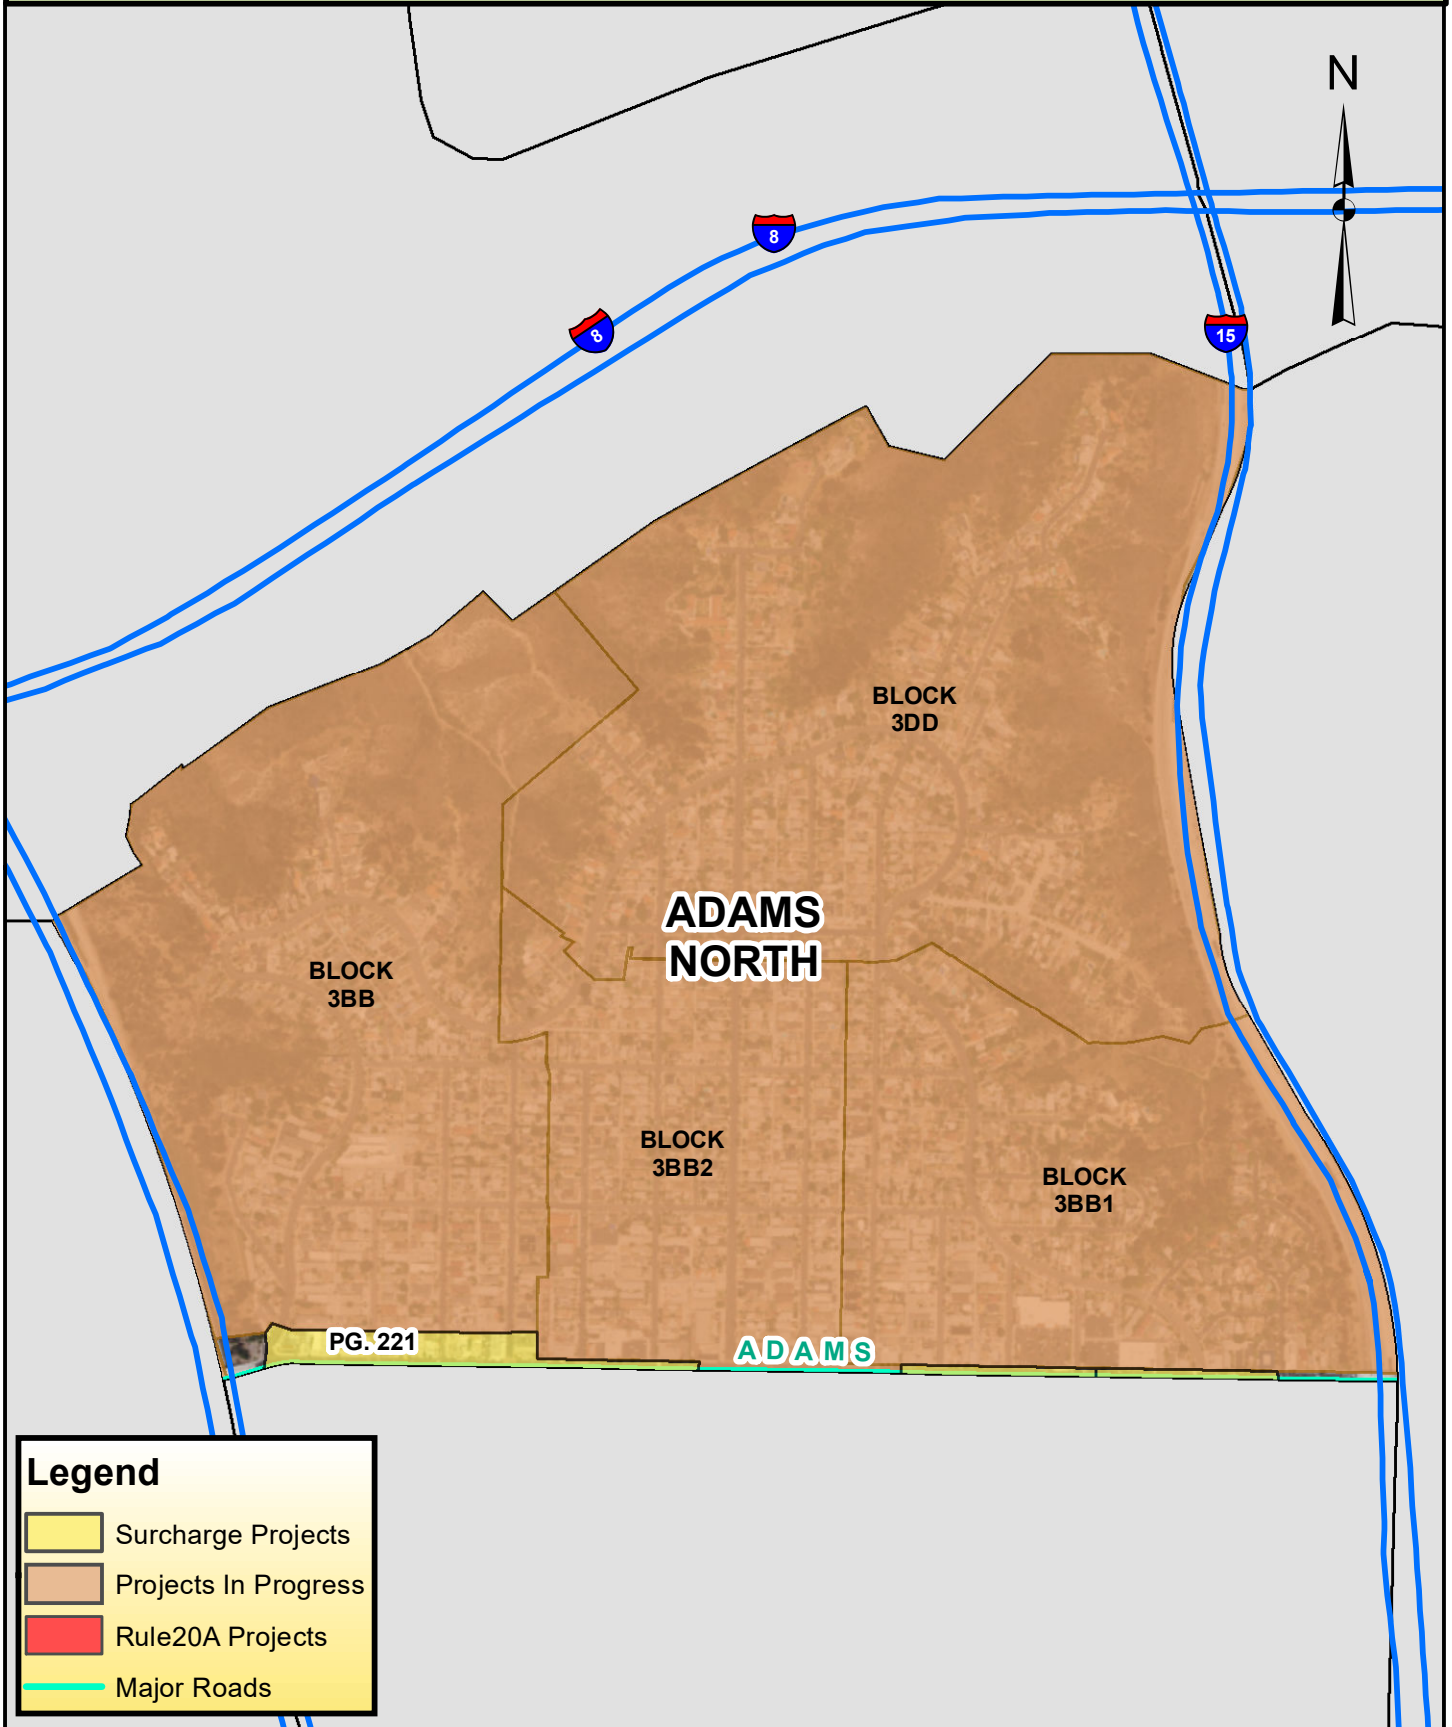 N
8
8
15
BLOCK
3DD
ADAMS
NORTH
BLOCK
3BB
BLOCK
3BB2
BLOCK
3BB1
PG. 221
ADAMS
Legend
Surcharge Projects
Projects In Progress
Rule20A Projects
Major Roads